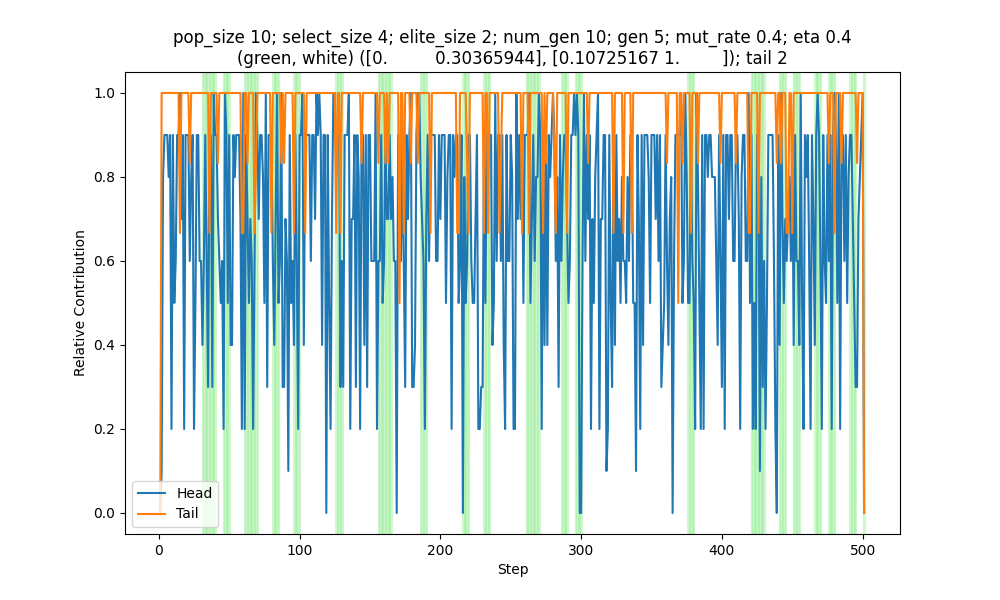 pop_size 10; select_size 4; elite_size 2; num_gen 10; gen 5; mut_rate 0.4; eta 0.4
(green, white) ([0.          0.30365944], [0.10725167 1.         ]); tail 2
1.0
0.8
0.6
0.4
0.2
0.0
Relative Contribution
Head
Tail
0
100
200
300
400
500
Step